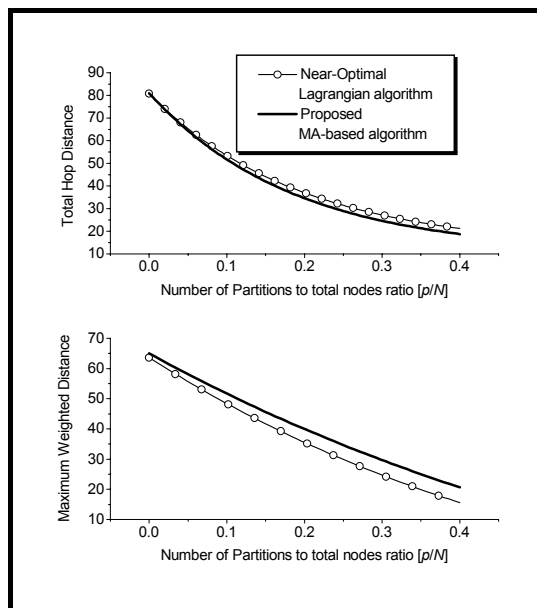 Near-Optimal
Lagrangian algorithm
Proposed
MA-based algorithm
90
80
70
60
50
40
30
20
10
Total Hop Distance
0.0 0.1 0.2 0.3 0.4
Number of Partitions to total nodes ratio [p/N]
70
60
50
40
30
20
10
Maximum Weighted Distance
0.0 0.1 0.2 0.3 0.4
Number of Partitions to total nodes ratio [p/N]